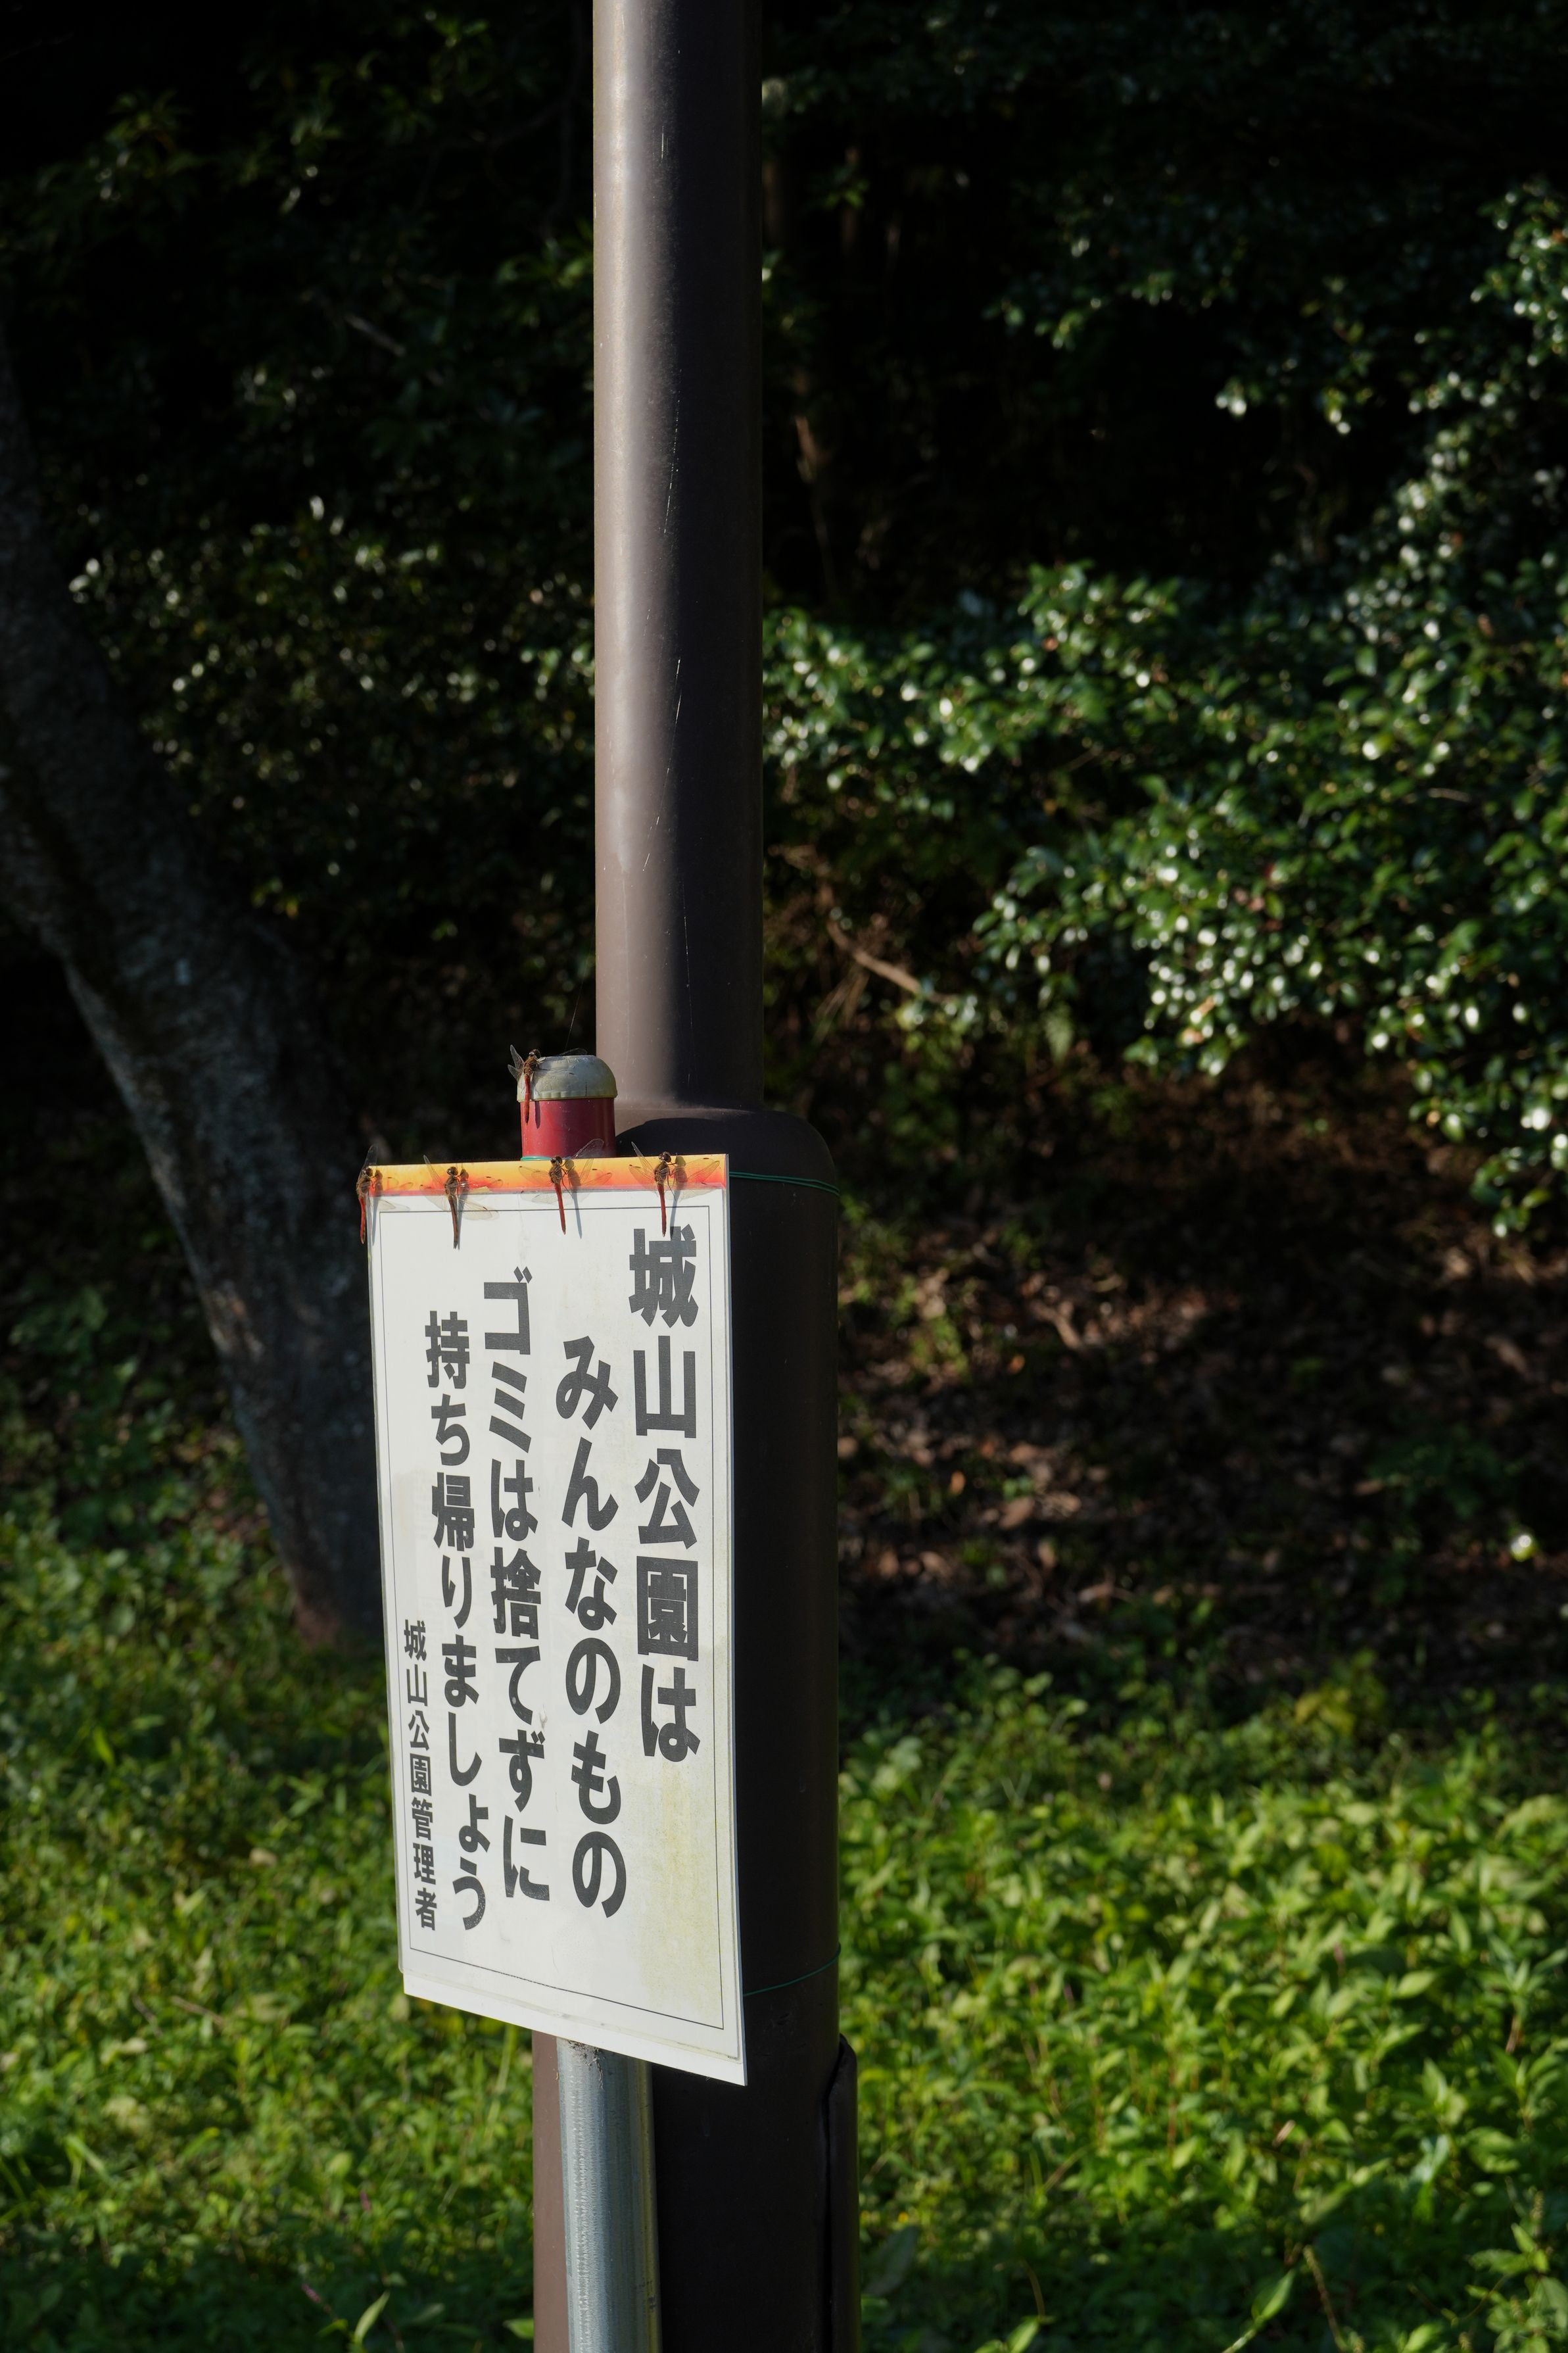 城山公園は
みんなのもの
ゴミは捨てずに
持ち帰りましょう
城山公園管理者